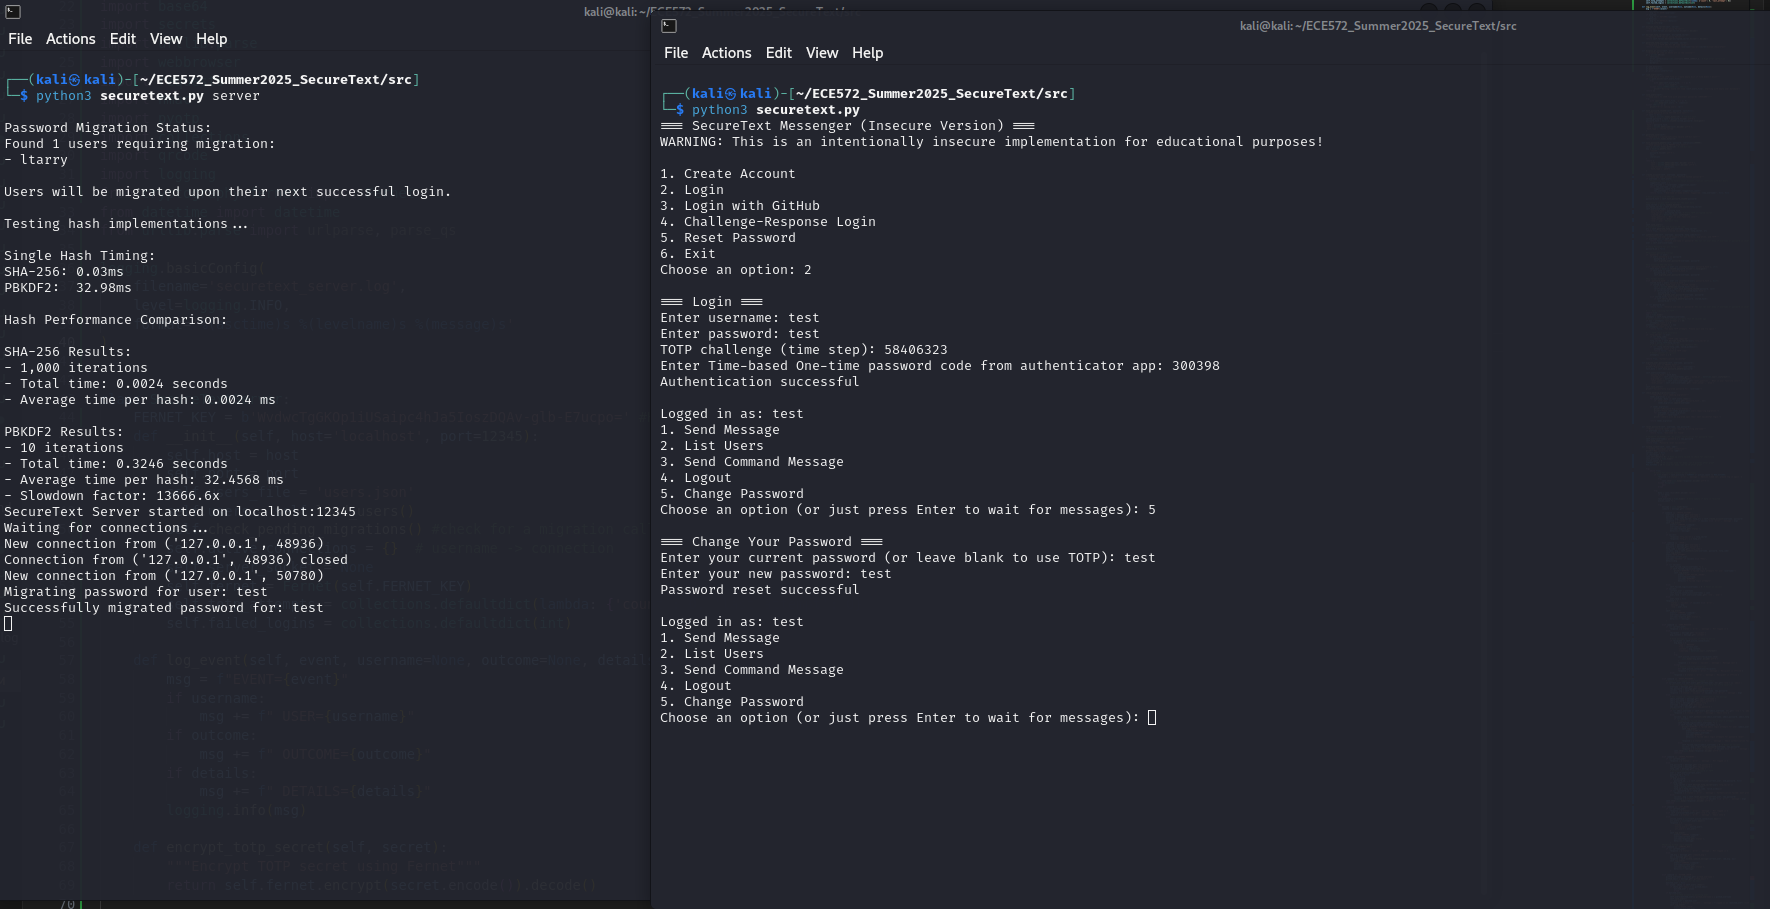 kali@kali: ~/
File Actions Edit View Help
┌──(kali㉿kali)-[~/ECE572_Summer2025_SecureText/src]
└─$ python3 securetext.py server
Password Migration Status:
Found 1 users requiring migration:
- ltarry
Users will be migrated upon their next successful login.
Testing hash implementations...
Single Hash Timing:
SHA-256: 0.03ms
PBKDF2:  32.98ms
Hash Performance Comparison:
SHA-256 Results:
- 1,000 iterations
- Total time: 0.0024 seconds
- Average time per hash: 0.0024 ms
PBKDF2 Results:
- 10 iterations
- Total time: 0.3246 seconds
- Average time per hash: 32.4568 ms
- Slowdown factor: 13666.6x
SecureText Server started on localhost:12345
Waiting for connections...
New connection from ('127.0.0.1', 48936)
Connection from ('127.0.0.1', 48936) closed
New connection from ('127.0.0.1', 50780)
Migrating password for user: test
Successfully migrated password for: test
kali@kali: ~/ECE572_Summer2025_SecureText/src
File Actions Edit View Help
┌──(kali㉿kali)-[~/ECE572_Summer2025_SecureText/src]
└─$ python3 securetext.py
=== SecureText Messenger (Insecure Version) ===
WARNING: This is an intentionally insecure implementation for educational purposes!
1. Create Account
2. Login
3. Login with GitHub
4. Challenge-Response Login
5. Reset Password
6. Exit
Choose an option: 2
=== Login ===
Enter username: test
Enter password: test
TOTP challenge (time step): 58406323
Enter Time-based One-time password code from authenticator app: 300398
Authentication successful
Logged in as: test
1. Send Message
2. List Users
3. Send Command Message
4. Logout
5. Change Password
Choose an option (or just press Enter to wait for messages): 5
=== Change Your Password ===
Enter your current password (or leave blank to use TOTP): test
Enter your new password: test
Password reset successful
Logged in as: test
1. Send Message
2. List Users
3. Send Command Message
4. Logout
5. Change Password
Choose an option (or just press Enter to wait for messages):